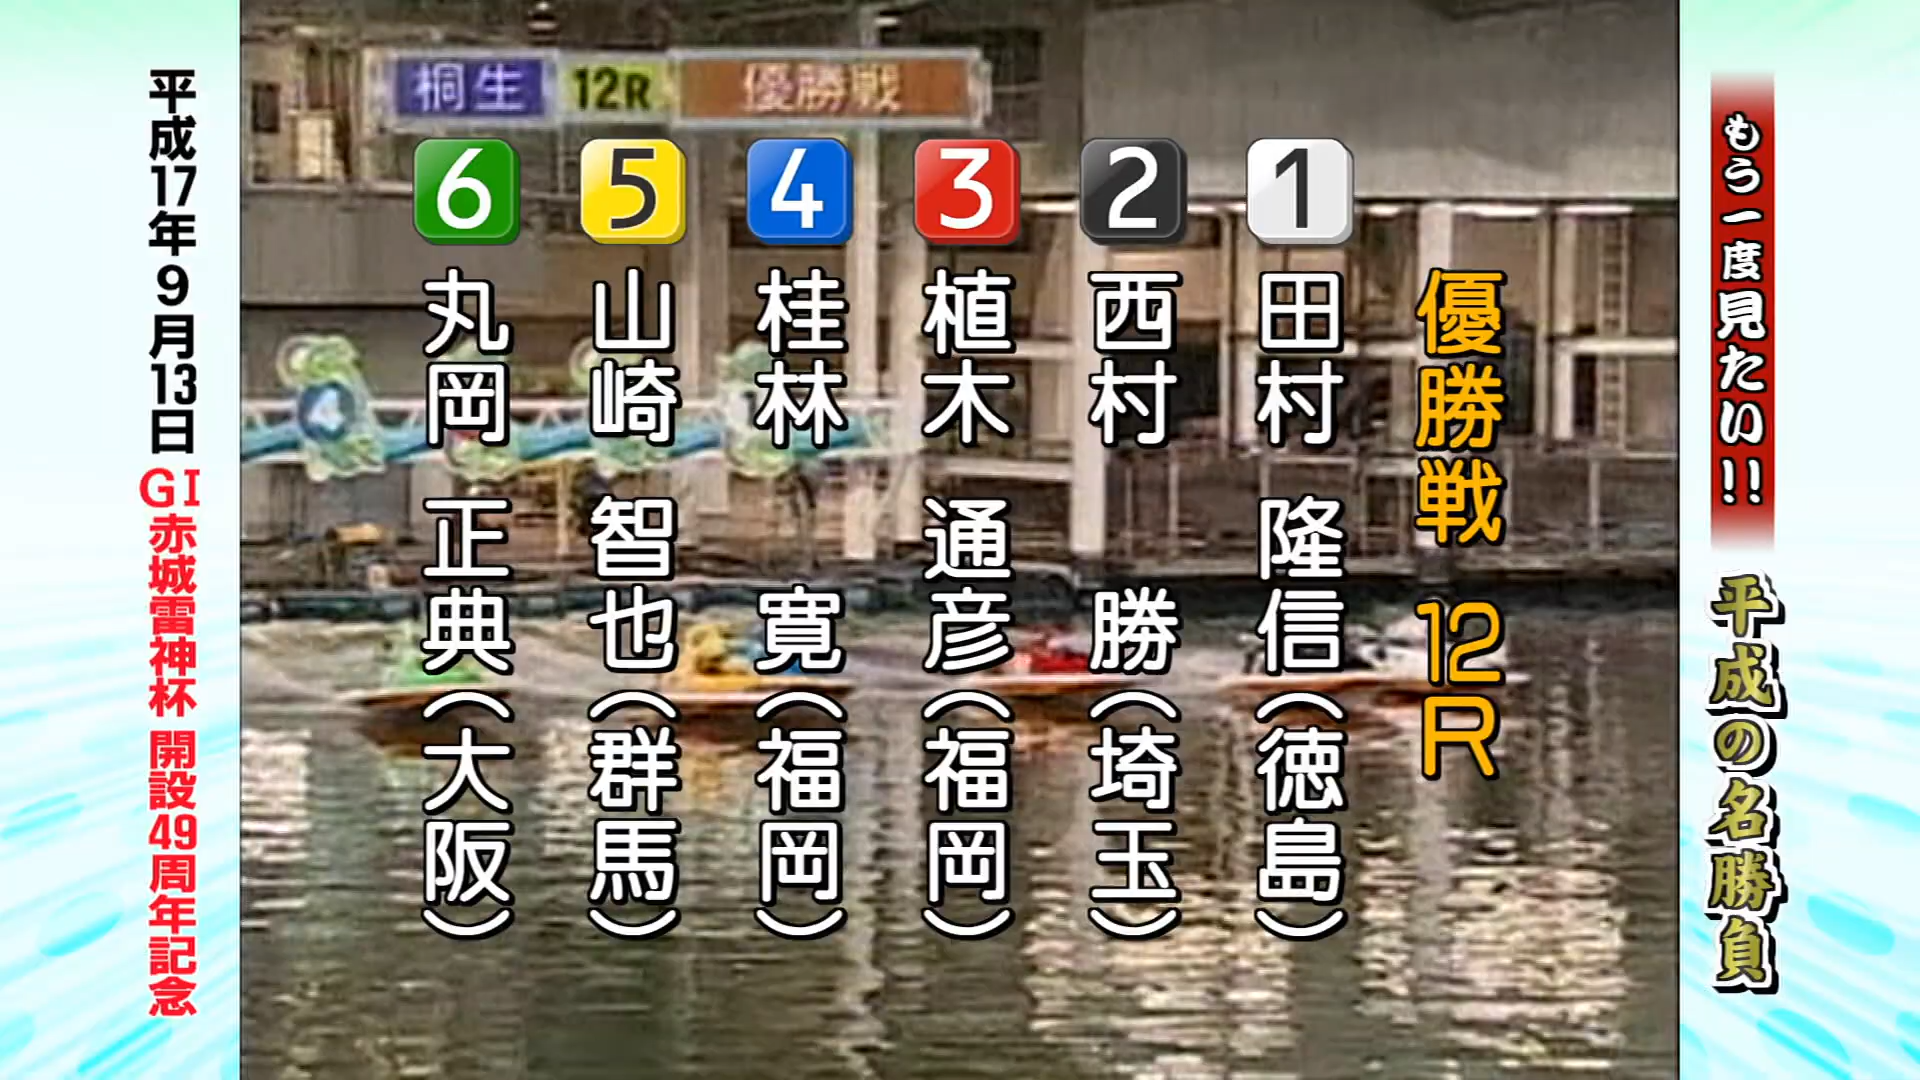 もう一度見たい!!
平成の名勝負
桐生 12R 優勝戦
優勝戦 12R
1 田村 隆信(徳島)
2 西村 勝(埼玉)
3 植木 通彦(福岡)
4 桂林 寛(福岡)
5 山崎 智也(群馬)
6 丸岡 正典(大阪)
4
平成17年9月13日 GI赤城雷神杯 開設49周年記念